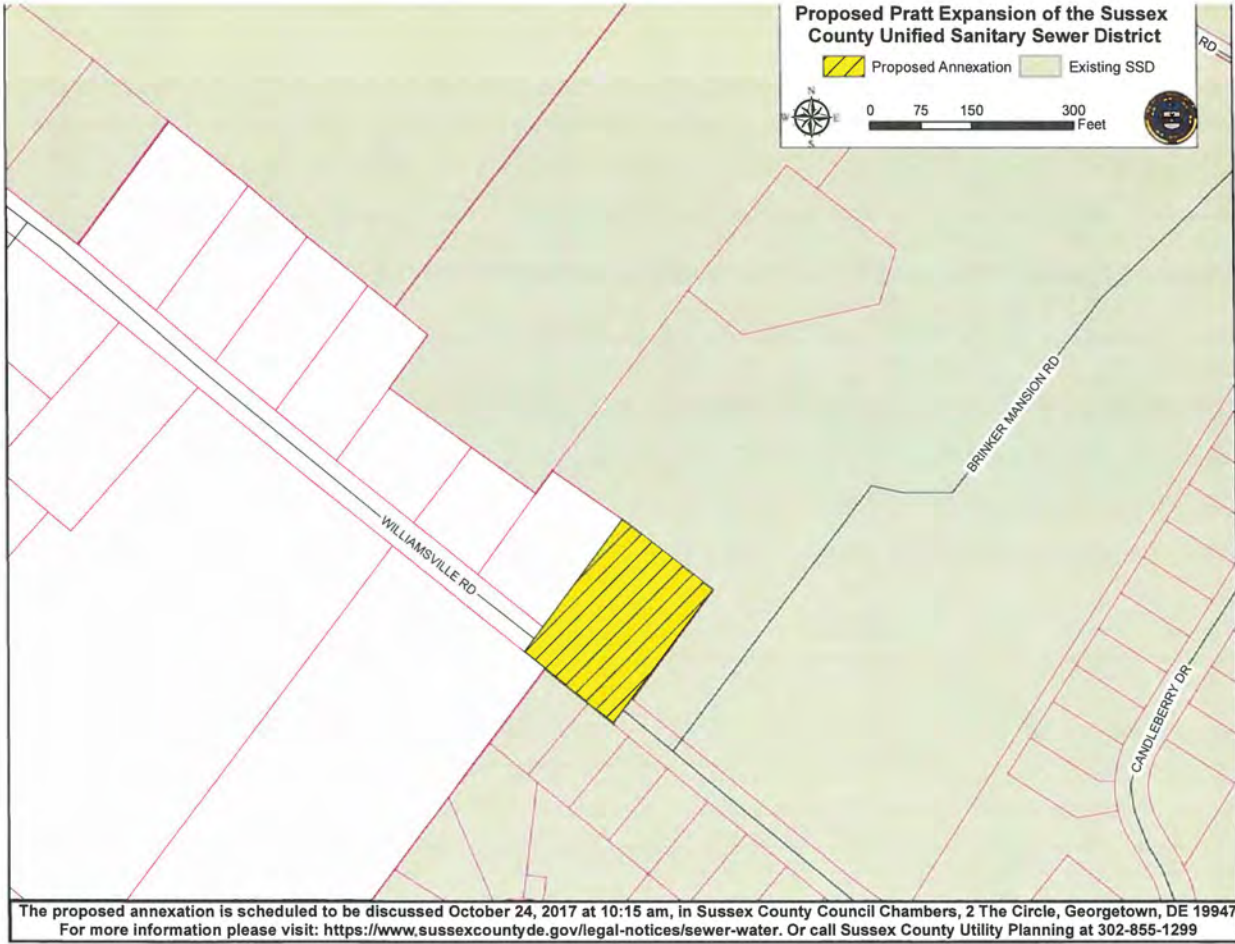 Proposed Pratt Expansion of the Sussex
County Unified Sanitary Sewer District
Proposed Annexation Existing SSD
N
W E
S
0 75 150 300
Feet
RD
BRINKER MANSION RD
WILLIAMSVILLE RD
CANDLEBERRY DR
The proposed annexation is scheduled to be discussed October 24, 2017 at 10:15 am, in Sussex County Council Chambers, 2 The Circle, Georgetown, DE 19947
For more information please visit: https://www.sussexcountyde.gov/legal-notices/sewer-water. Or call Sussex County Utility Planning at 302-855-1299